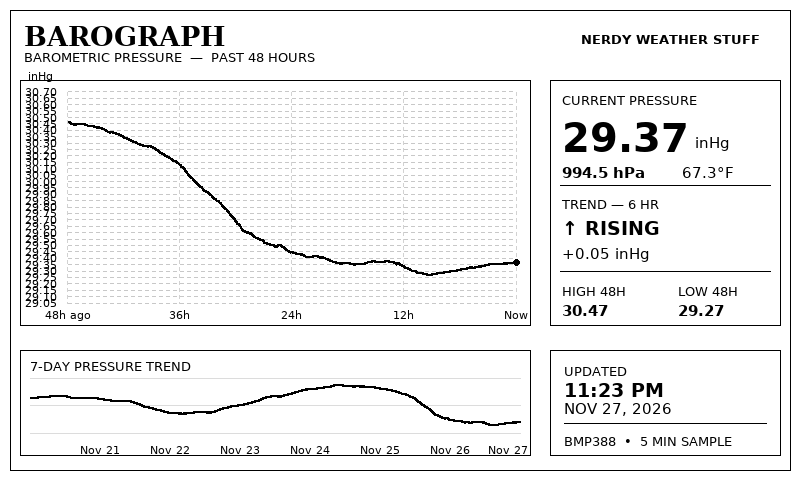 BAROGRAPH
BAROMETRIC PRESSURE — PAST 48 HOURS
NERDY WEATHER STUFF
inHg
30.70
30.65
30.60
30.55
30.50
30.45
30.40
30.35
30.30
30.25
30.20
30.15
30.10
30.05
30.00
29.95
29.90
29.85
29.80
29.75
29.70
29.65
29.60
29.55
29.50
29.45
29.40
29.35
29.30
29.25
29.20
29.15
29.10
29.05
48h ago 36h 24h 12h Now
CURRENT PRESSURE
29.37 inHg
994.5 hPa 67.3°F
TREND — 6 HR
↑ RISING
+0.05 inHg
HIGH 48H LOW 48H
30.47 29.27
7-DAY PRESSURE TREND
Nov 21 Nov 22 Nov 23 Nov 24 Nov 25 Nov 26 Nov 27
UPDATED
11:23 PM
NOV 27, 2026
BMP388 • 5 MIN SAMPLE